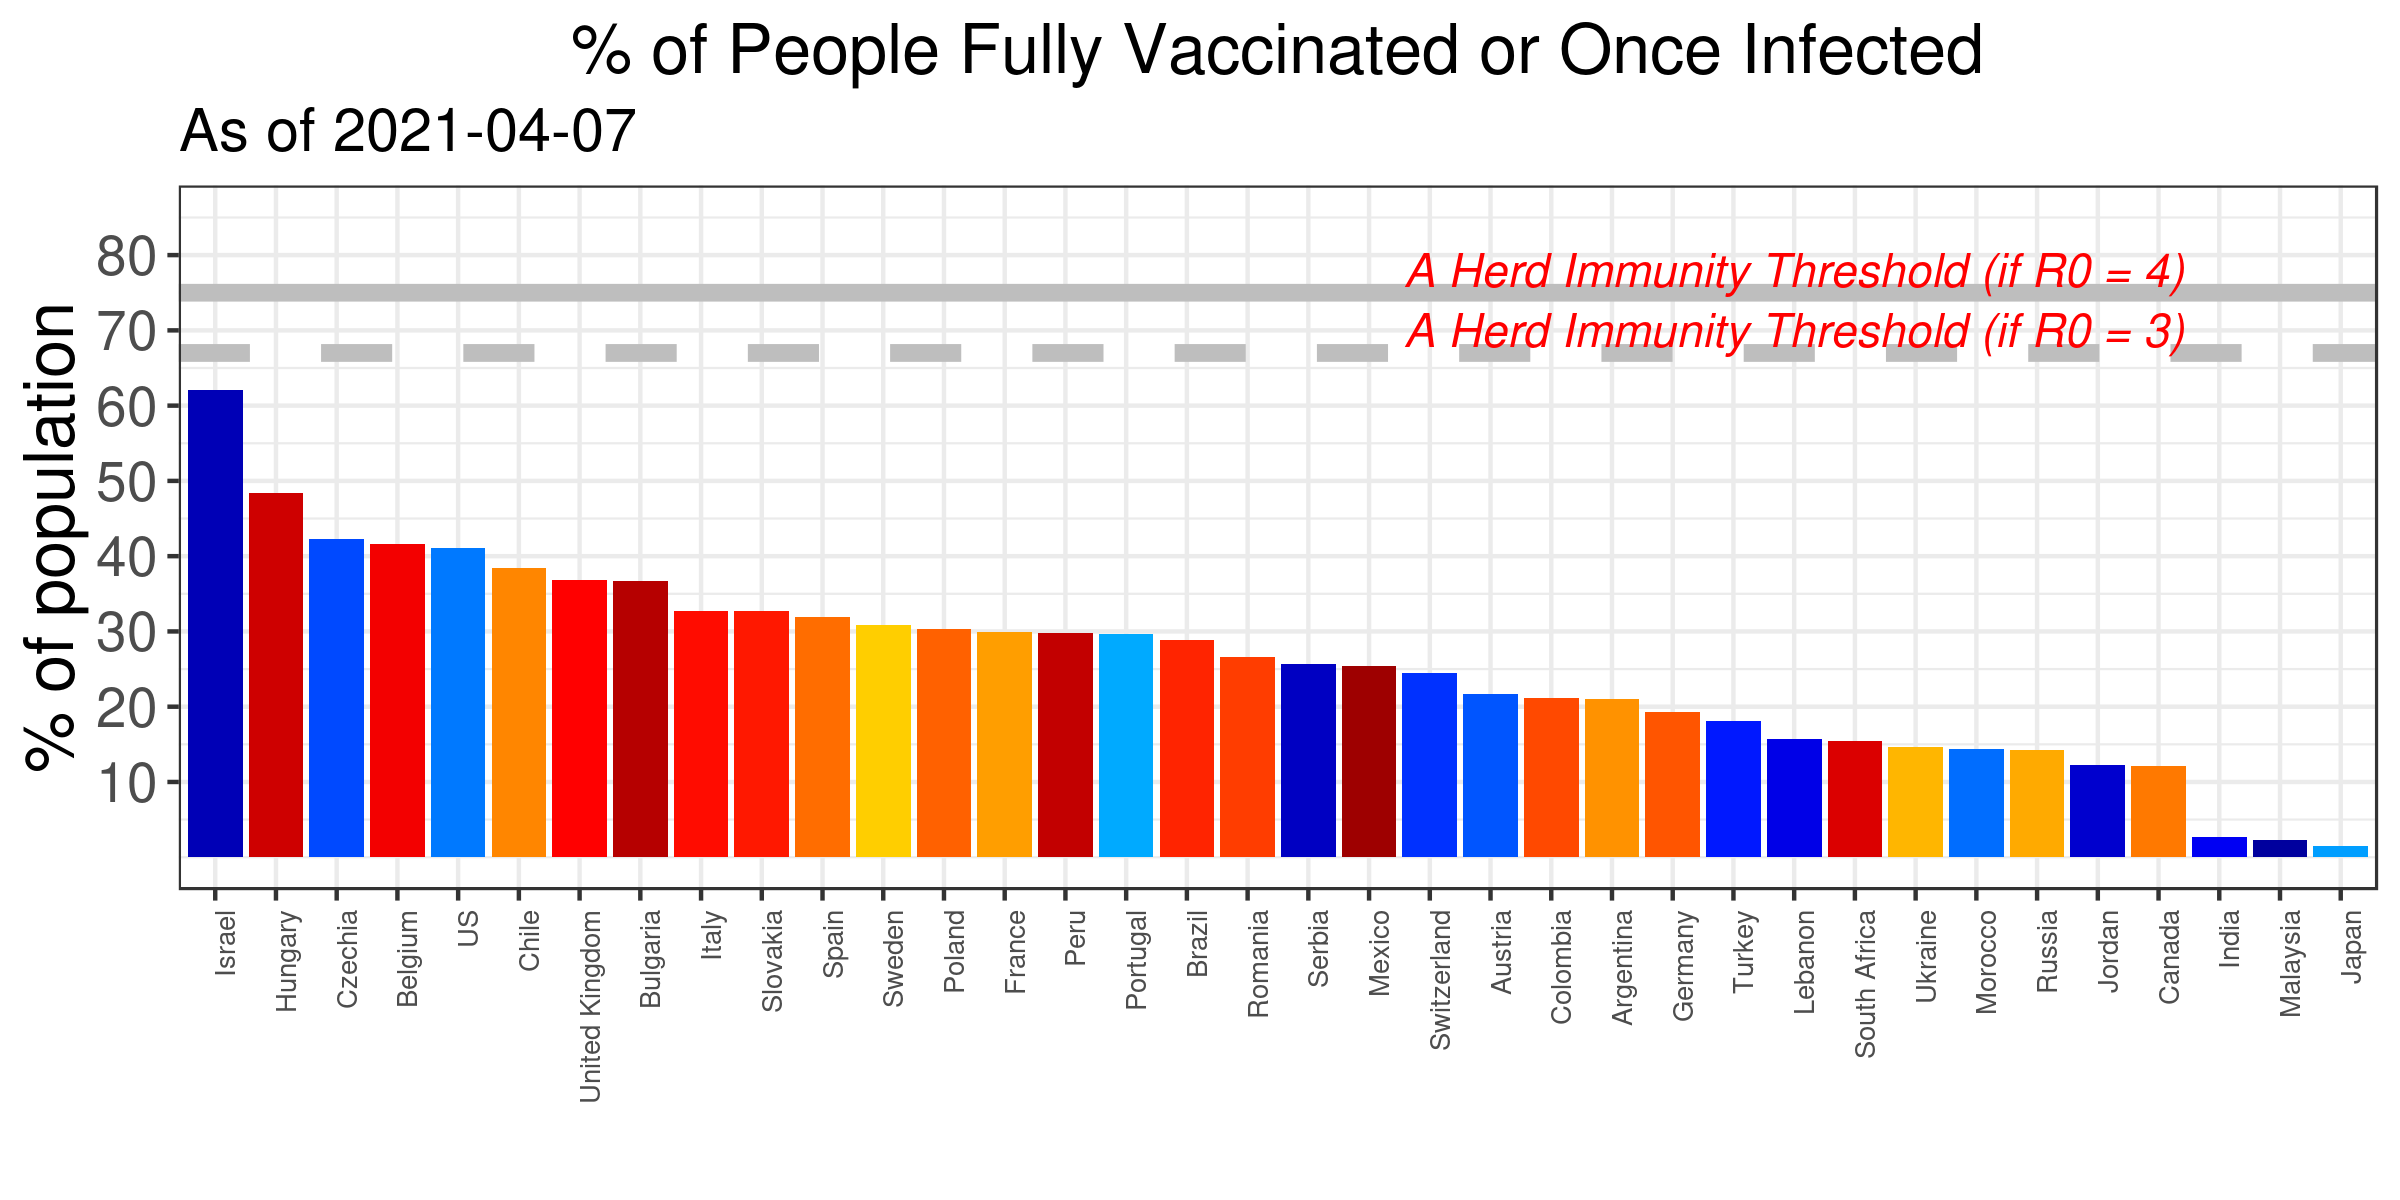 % of People Fully Vaccinated or Once Infected
As of 2021-04-07
% of population
80
70
60
50
40
30
20
10
A Herd Immunity Threshold (if R0 = 4)
A Herd Immunity Threshold (if R0 = 3)
Israel
Hungary
Czechia
Belgium
US
Chile
United Kingdom
Bulgaria
Italy
Slovakia
Spain
Sweden
Poland
France
Peru
Portugal
Brazil
Romania
Serbia
Mexico
Switzerland
Austria
Colombia
Argentina
Germany
Turkey
Lebanon
South Africa
Ukraine
Morocco
Russia
Jordan
Canada
India
Malaysia
Japan